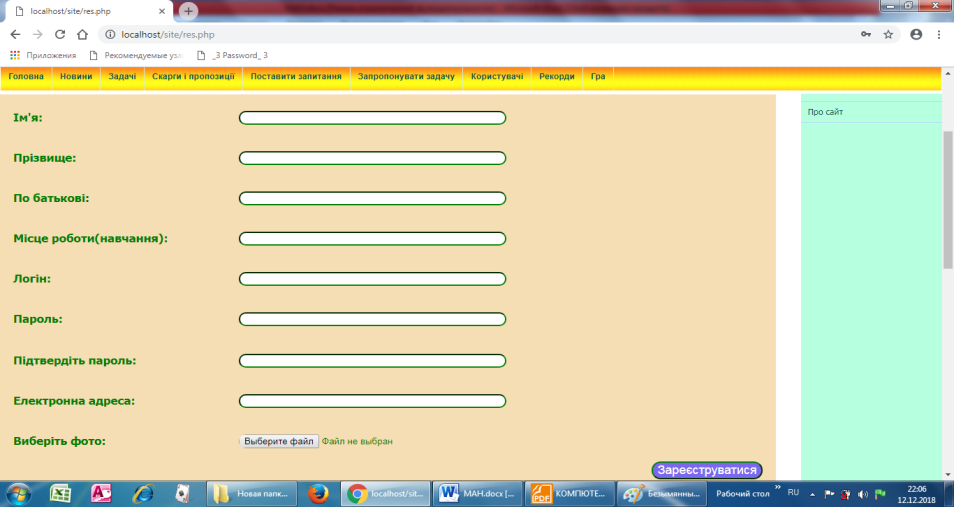 localhost/site/res.php
localhost/site/res.php
Приложения Рекомендуемые узл _3 Password_ 3
Головна Новини Задачі Скарги і пропозиції Поставити запитання Запропонувати задачу Користувачі Рекорди Гра
Про сайт
Ім'я:
Прізвище:
По батькові:
Місце роботи(навчання):
Логін:
Пароль:
Підтвердіть пароль:
Електронна адреса:
Виберіть фото: Выберите файл Файл не выбран
Зареєструватися
Новая папк... localhost/sit... МАН.docx [... КОМПЮТЕ... Безымянны... Рабочий стол RU 22:06
12.12.2018